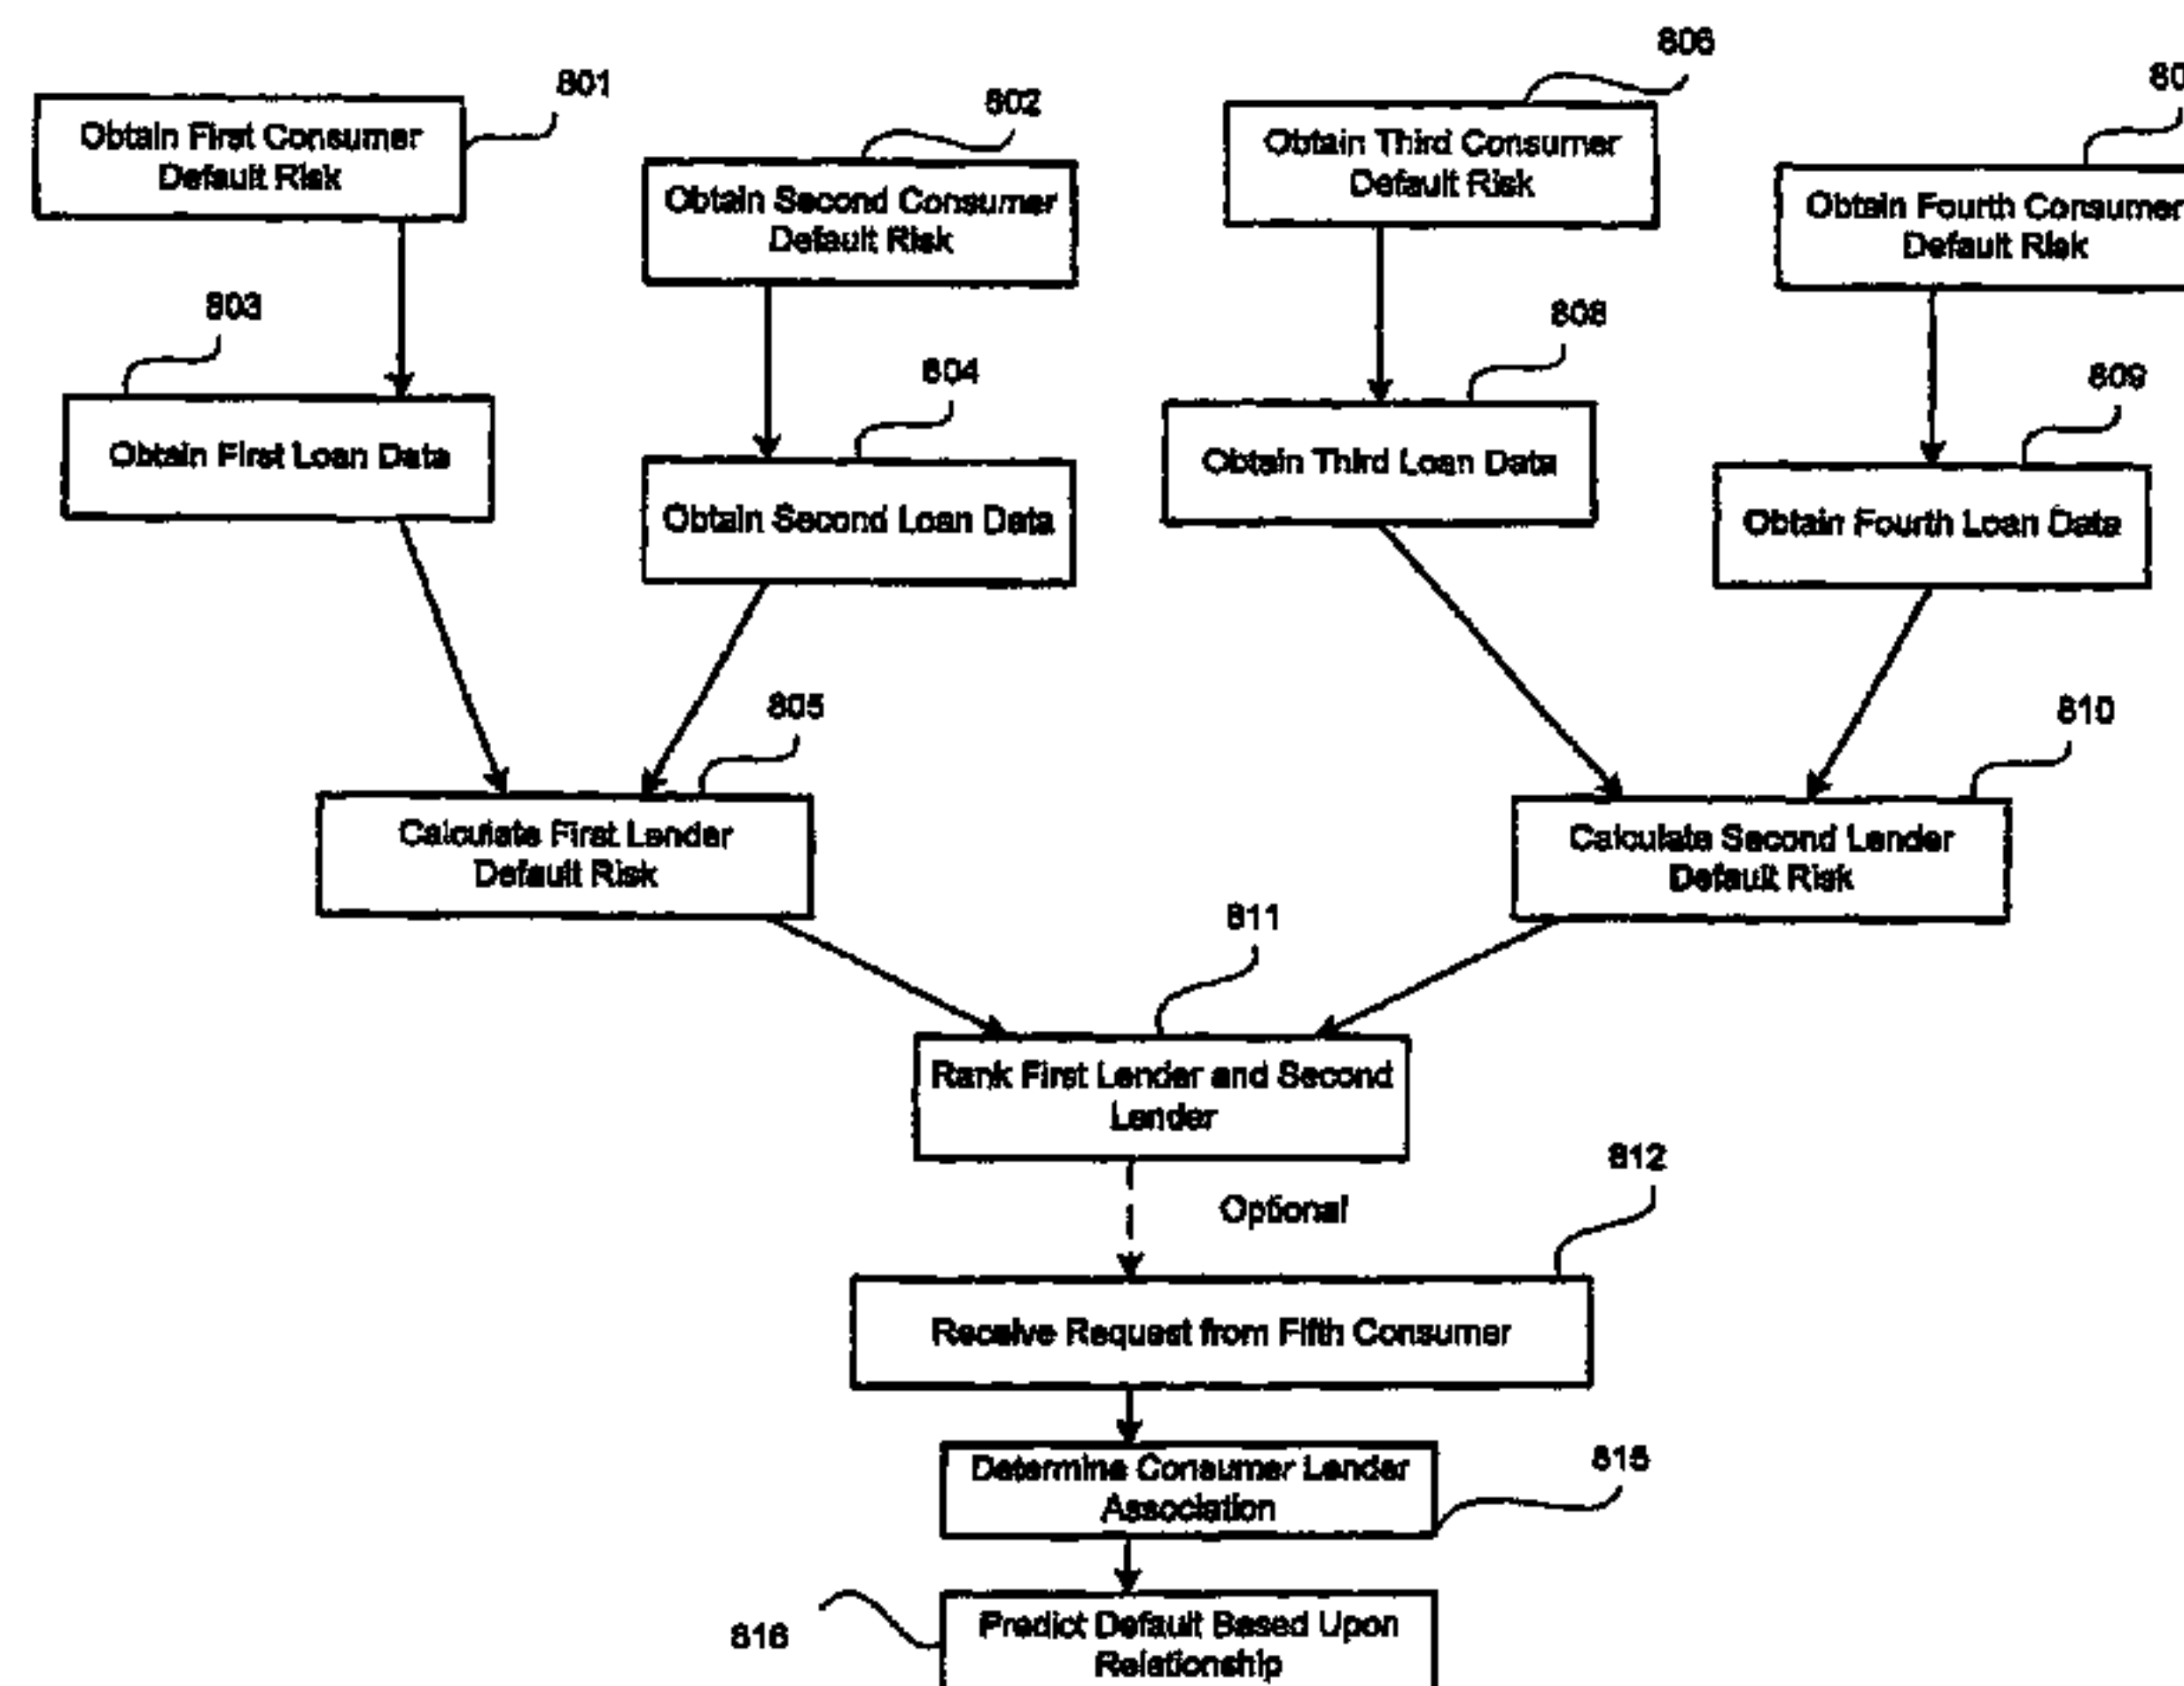 801
Obtain First Consumer
Default Risk
802
Obtain Second Consumer
Default Risk
806
Obtain Third Consumer
Default Risk
Obtain Fourth Consumer
Default Risk
803
Obtain First Loan Data
804
Obtain Second Loan Data
808
Obtain Third Loan Data
809
Obtain Fourth Loan Data
805
Calculate First Lender
Default Risk
810
Calculate Second Lender
Default Risk
811
Rank First Lender and Second
Lender
Optional
812
Receive Request from Fifth Consumer
Determine Consumer Lender
Association
815
816
Predict Default Based Upon
Relationship